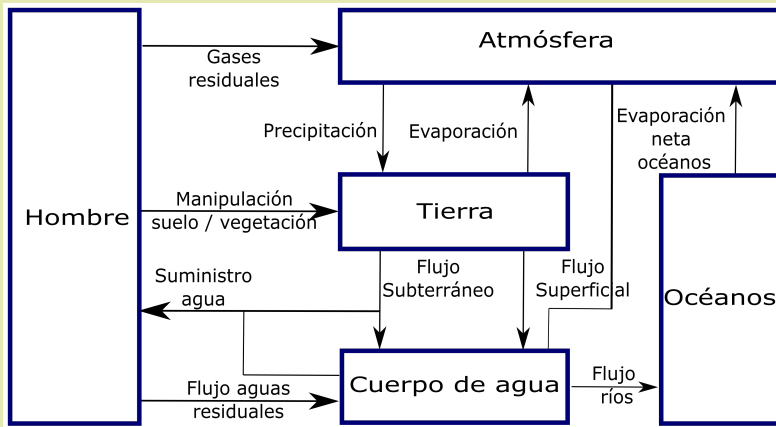 Atmósfera
Gases
residuales
Precipitación
Evaporación
Evaporación
neta
océanos
Hombre
Manipulación
suelo / vegetación
Tierra
Suministro
agua
Flujo
Subterráneo
Flujo
Superficial
Océanos
Flujo aguas
residuales
Cuerpo de agua
Flujo
ríos